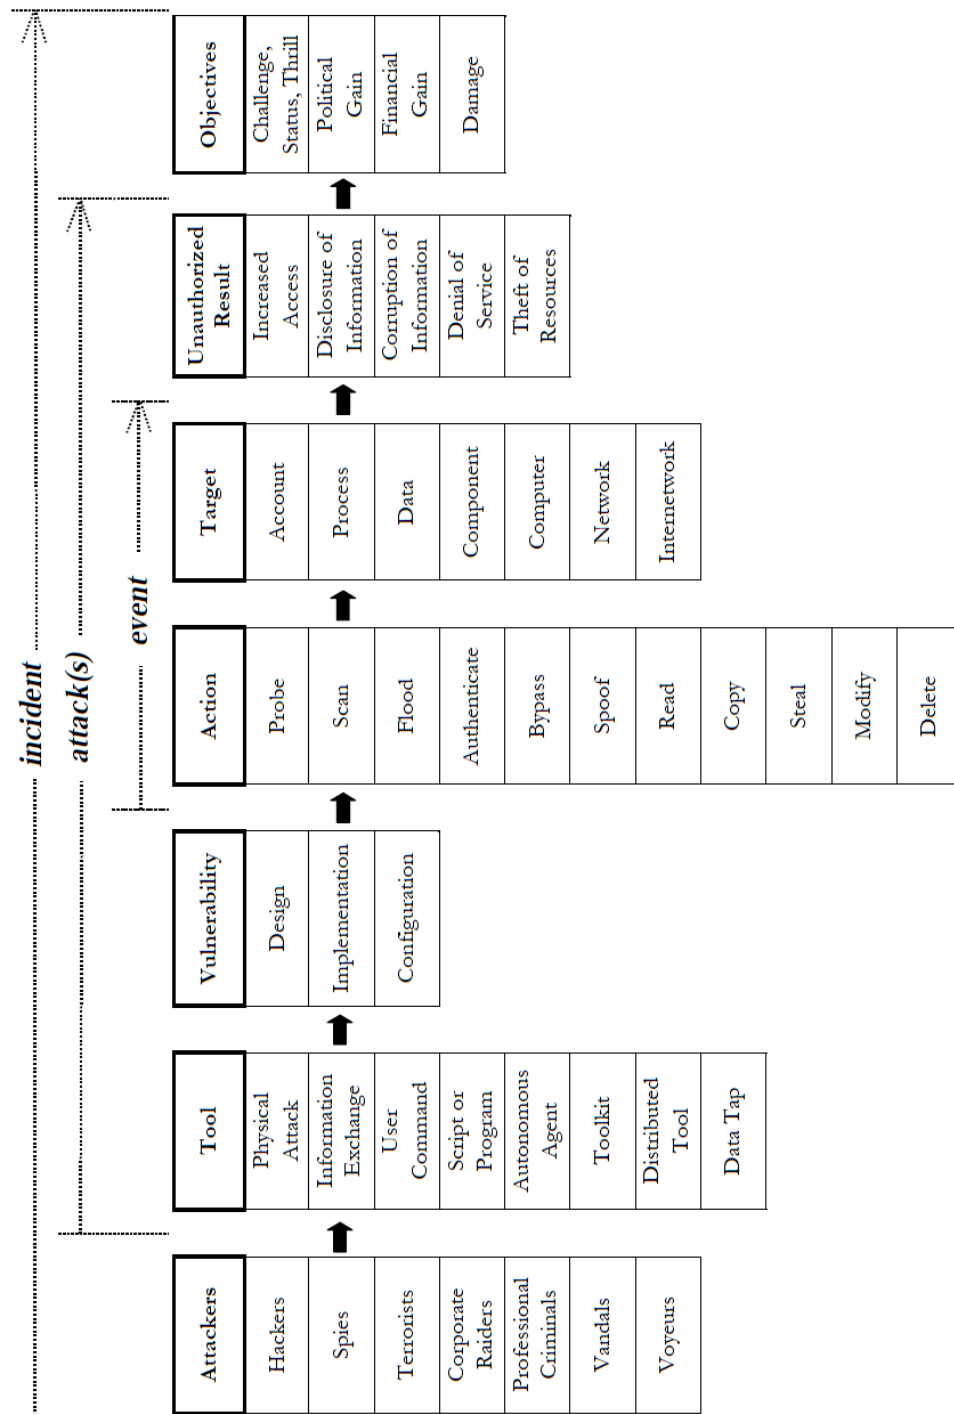 incident
attack(s)
event
Attackers
Hackers
Spies
Terrorists
Corporate
Raiders
Professional
Criminals
Vandals
Voyeurs
Tool
Physical
Attack
Information
Exchange
User
Command
Script or
Program
Autonomous
Agent
Toolkit
Distributed
Tool
Data Tap
Vulnerability
Design
Implementation
Configuration
Action
Probe
Scan
Flood
Authenticate
Bypass
Spoof
Read
Copy
Steal
Modify
Delete
Target
Account
Process
Data
Component
Computer
Network
Internetwork
Unauthorized
Result
Increased
Access
Disclosure of
Information
Corruption of
Information
Denial of
Service
Theft of
Resources
Objectives
Challenge,
Status, Thrill
Political
Gain
Financial
Gain
Damage